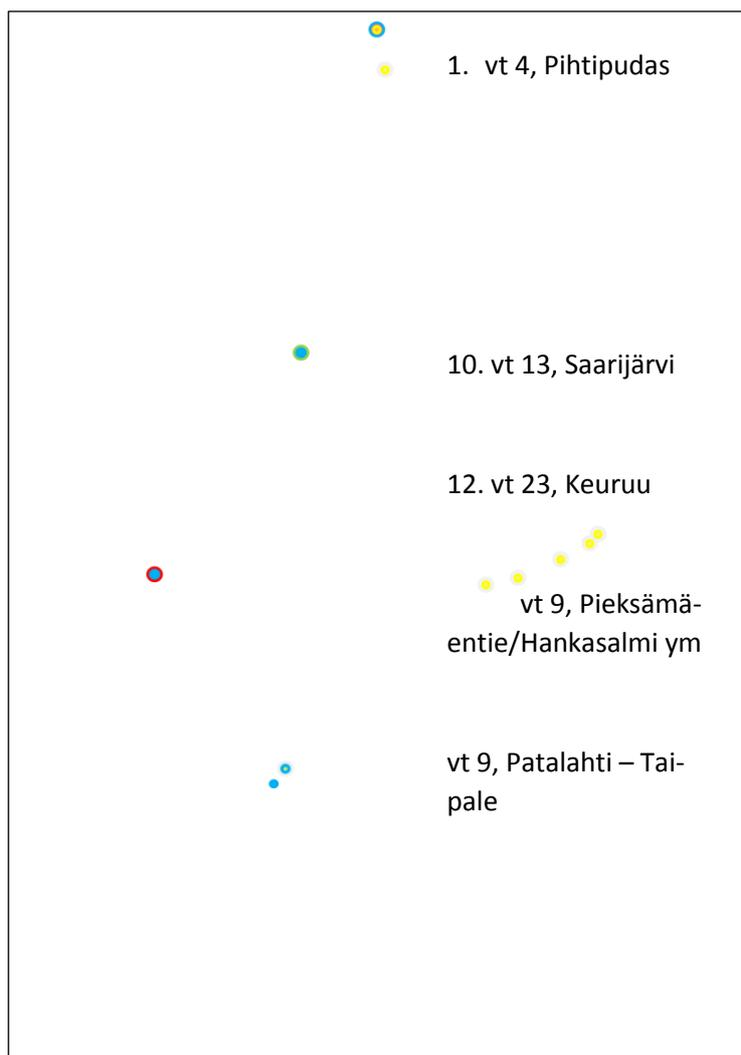 1. vt 4, Pihtipudas
10. vt 13, Saarijärvi
12. vt 23, Keuruu
vt 9, Pieksämä-
entie/Hankasalmi ym
vt 9, Patalahti – Tai-
pale